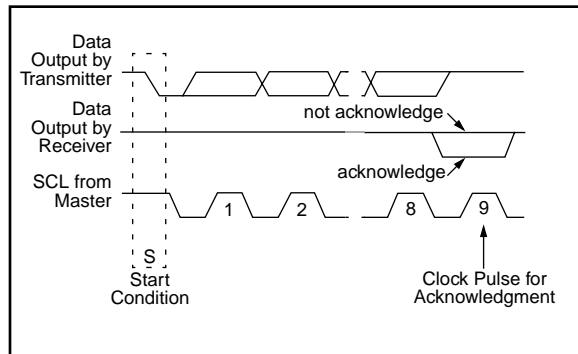 Data
Output by
Transmitter
Data
Output by
Receiver
not acknowledge
acknowledge
SCL from
Master
1
2
8
9
S
Start
Condition
Clock Pulse for
Acknowledgment